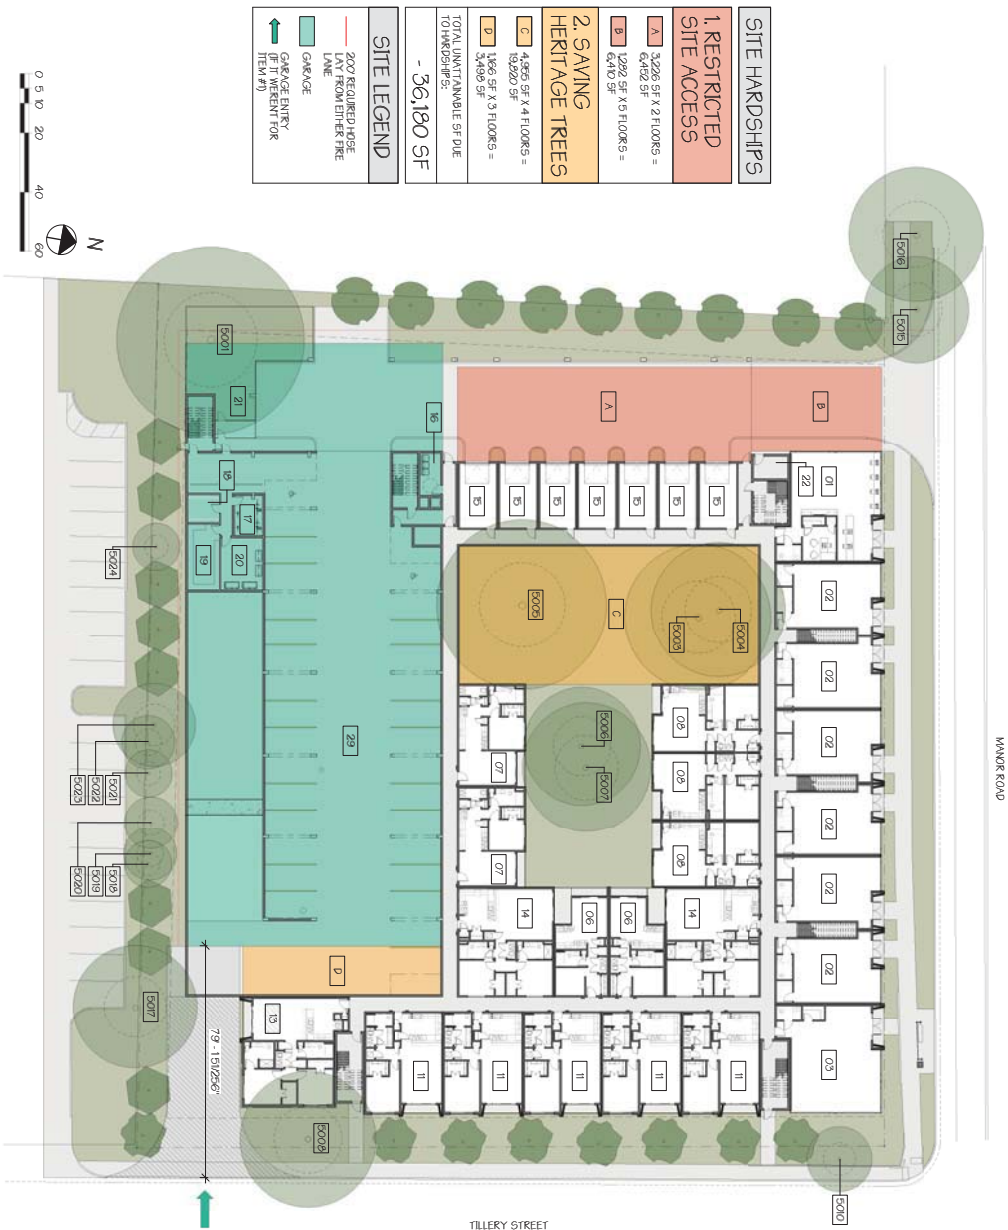 SITE HARDSHIPS
1. RESTRICTED
SITE ACCESS
A
3,226 SF X 2 FLOORS =
6,452 SF
B
1,282 SF X 5 FLOORS =
6,410 SF
2. SAVING
HERITAGE TREES
C
4,955 SF X 4 FLOORS =
19,820 SF
D
1,166 SF X 3 FLOORS =
3,498 SF
TOTAL UNATTAINABLE SF DUE
TO HARDSHIPS:
- 36,180 SF
SITE LEGEND
200' REQUIRED HOSE
LAY FROM EITHER FIRE
LANE
GARAGE
GARAGE ENTRY
(IF IT WEREN'T FOR
ITEM #1)
0 5 10 20 40 60
N
MANOR ROAD
TILLERY STREET
5016
5015
5001
21
16
A
B
18
17
19
20
15
15
15
15
15
15
15
22
01
5024
5005
C
5003
5004
02
02
02
02
02
02
03
29
5006
5007
08
08
08
07
07
5023
5022
5021
5020
5019
5018
14
06
06
14
D
5017
13
11
11
11
11
11
5008
5010
79' - 1 51/256"